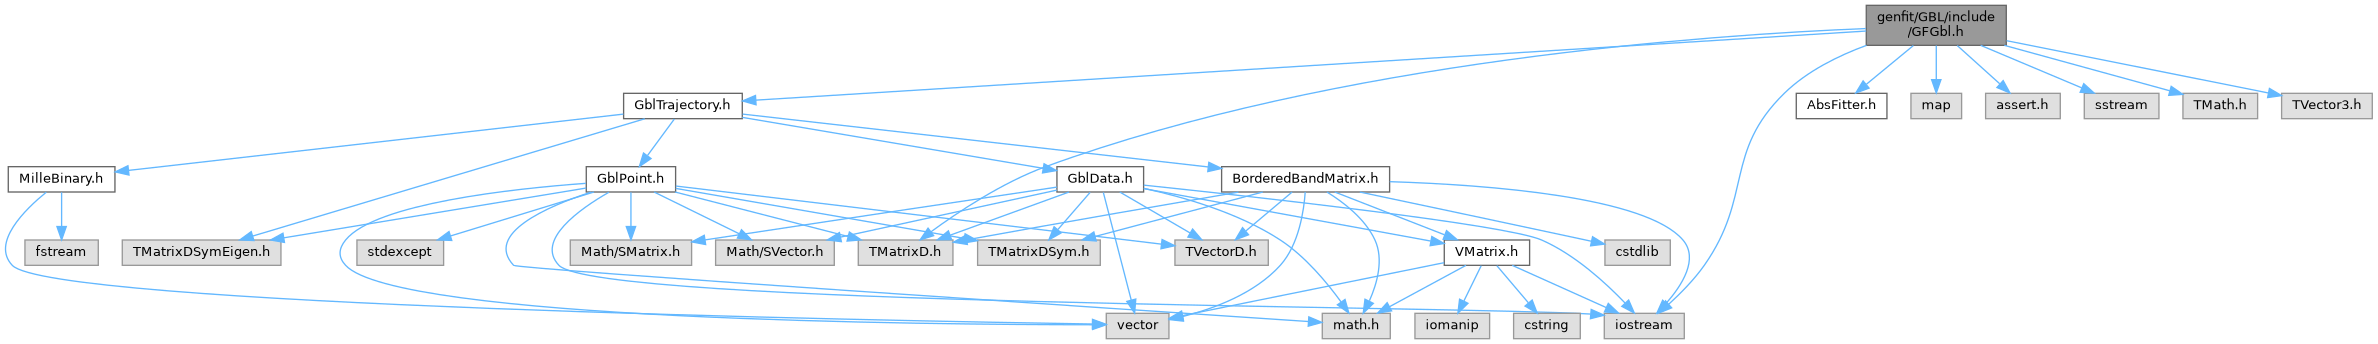 genfit/GBL/include
/GFGbl.h
GblTrajectory.h
AbsFitter.h
map
assert.h
sstream
TMath.h
TVector3.h
MilleBinary.h
GblPoint.h
GblData.h
BorderedBandMatrix.h
fstream
TMatrixDSymEigen.h
stdexcept
Math/SMatrix.h
Math/SVector.h
TMatrixD.h
TMatrixDSym.h
TVectorD.h
VMatrix.h
cstdlib
vector
math.h
iomanip
cstring
iostream